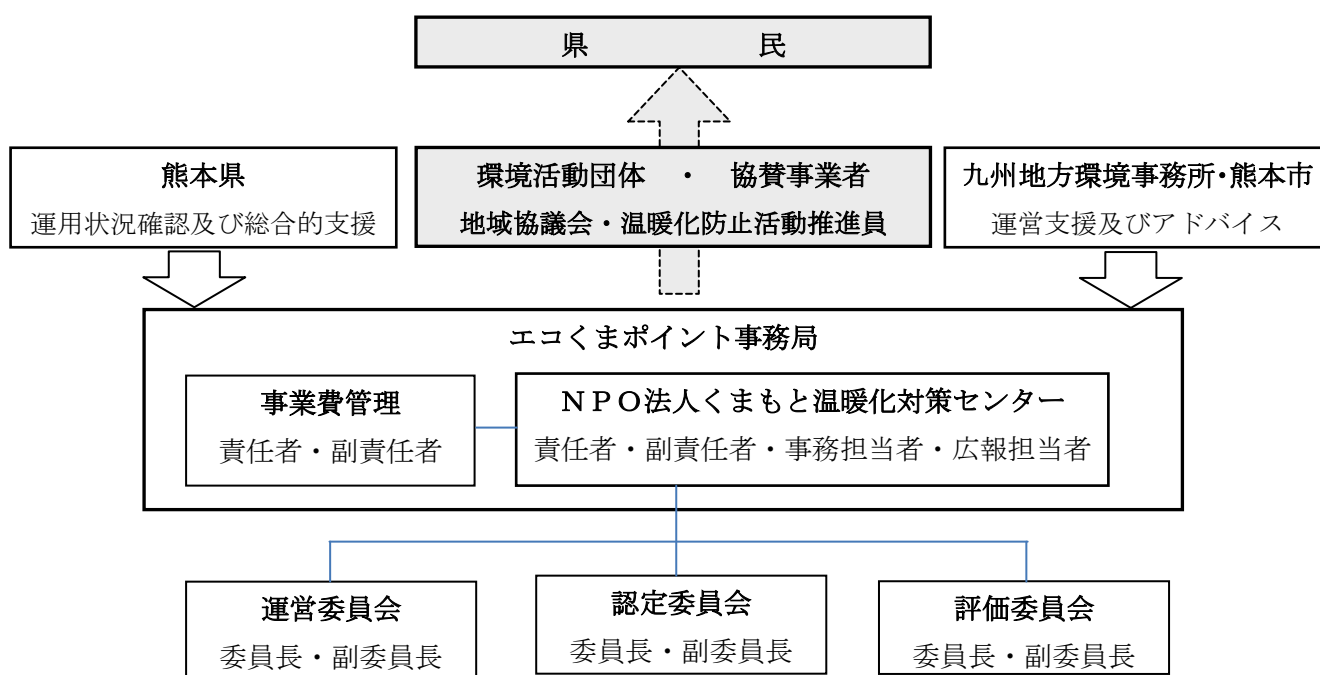 県 民
熊本県
運用状況確認及び総合的支援
環境活動団体 ・ 協賛事業者
地域協議会・温暖化防止活動推進員
九州地方環境事務所・熊本市
運営支援及びアドバイス
エコくまポイント事務局
事業費管理
責任者・副責任者
ＮＰＯ法人くまもと温暖化対策センター
責任者・副責任者・事務担当者・広報担当者
運営委員会
委員長・副委員長
認定委員会
委員長・副委員長
評価委員会
委員長・副委員長